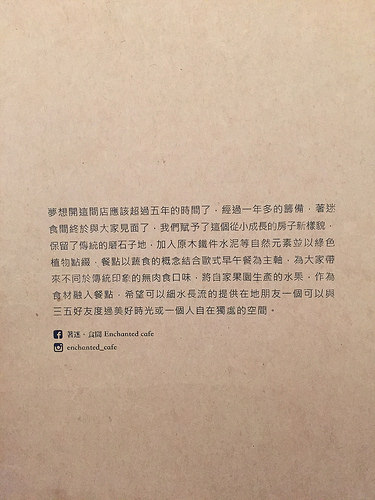 夢想開這間店應該超過五年的時間了，經過一年多的籌備，著迷
食間終於與大家見面了，我們賦予了這個從小成長的房子新樣貌，
保留了傳統的磨石子地，加入原木鐵件水泥等自然元素並以綠色
植物點綴，餐點以蔬食的概念結合歐式早午餐為主軸，為大家帶
來不同於傳統印象的無肉食口味，將自家果園生產的水果，作為
食材融入餐點，希望可以細水長流的提供在地朋友一個可以與
三五好友度過美好時光或一個人自在獨處的空間。
著迷．食間 Enchanted cafe
enchanted_cafe